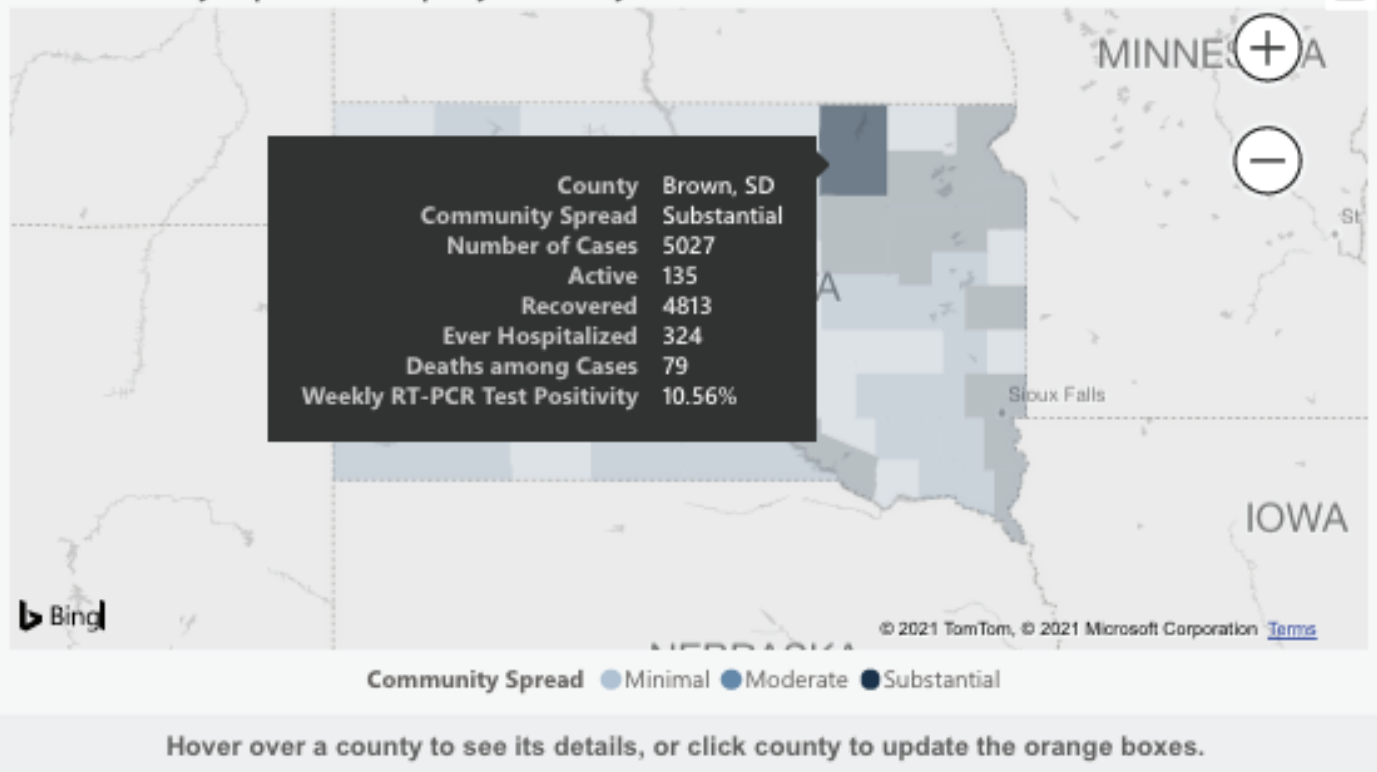 MINNES A
County Brown, SD
Community Spread Substantial
Number of Cases 5027
Active 135
Recovered 4813
Ever Hospitalized 324
Deaths among Cases 79
Weekly RT-PCR Test Positivity 10.56%
A
St
Sioux Falls
IOWA
Bing
© 2021 TomTom, © 2021 Microsoft Corporation Terms
NEBRASKA
Community Spread Minimal Moderate Substantial
Hover over a county to see its details, or click county to update the orange boxes.